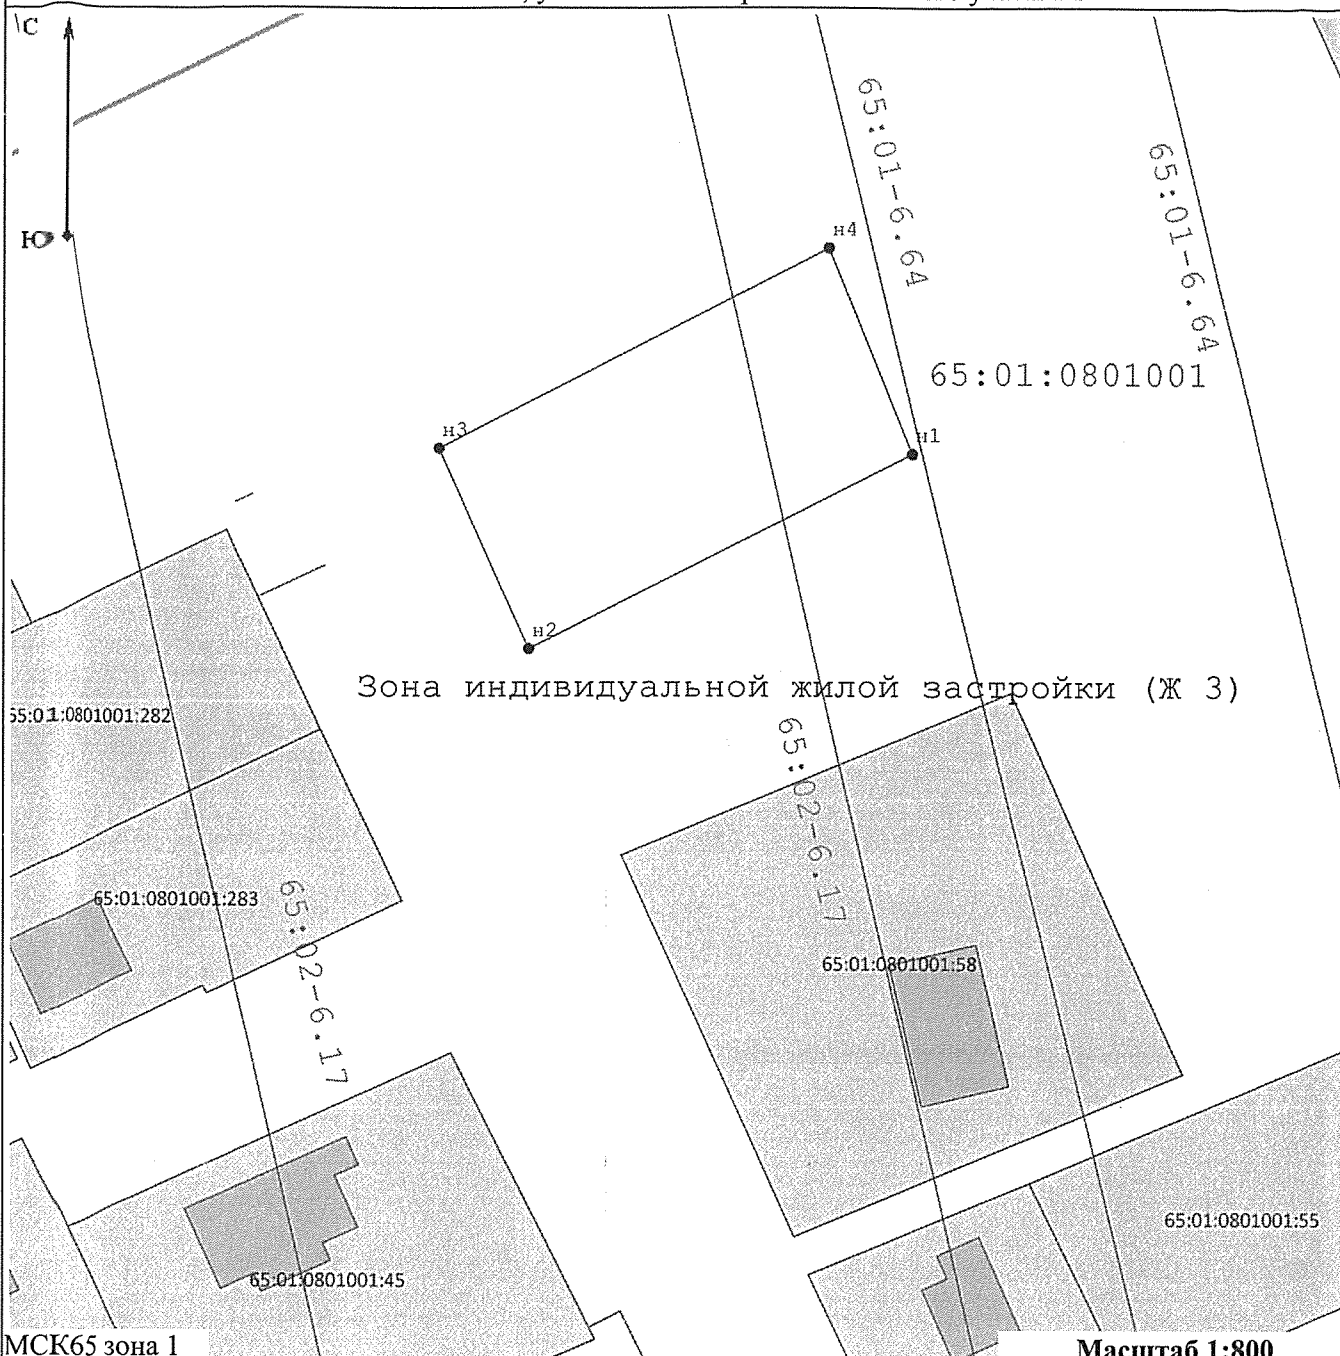 С
65:01-6.64
65:01-6.64
Ю
н4
65:01:0801001
н3
н1
н2
Зона индивидуальной жилой застройки (Ж 3)
65:01:0801001:282
65:02-6.17
65:01:0801001:283
65:02-6.17
65:01:0801001:58
65:01:0801001:55
65:01:0801001:45
МСК65 зона 1
Масштаб 1:800